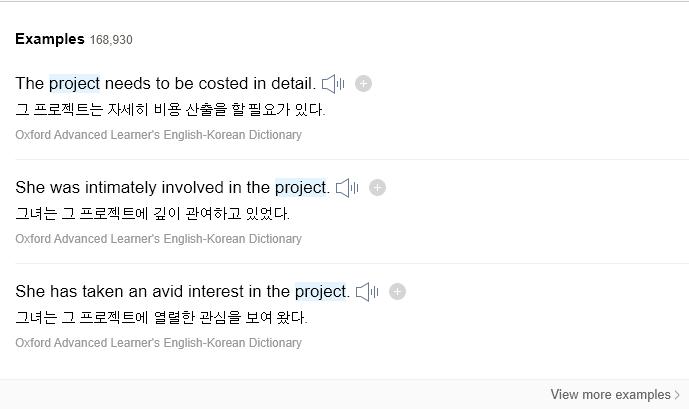 Examples 168,930
The project needs to be costed in detail.
그 프로젝트는 자세히 비용 산출을 할 필요가 있다.
Oxford Advanced Learner's English-Korean Dictionary
She was intimately involved in the project.
그녀는 그 프로젝트에 깊이 관여하고 있었다.
Oxford Advanced Learner's English-Korean Dictionary
She has taken an avid interest in the project.
그녀는 그 프로젝트에 열렬한 관심을 보여 왔다.
Oxford Advanced Learner's English-Korean Dictionary
View more examples